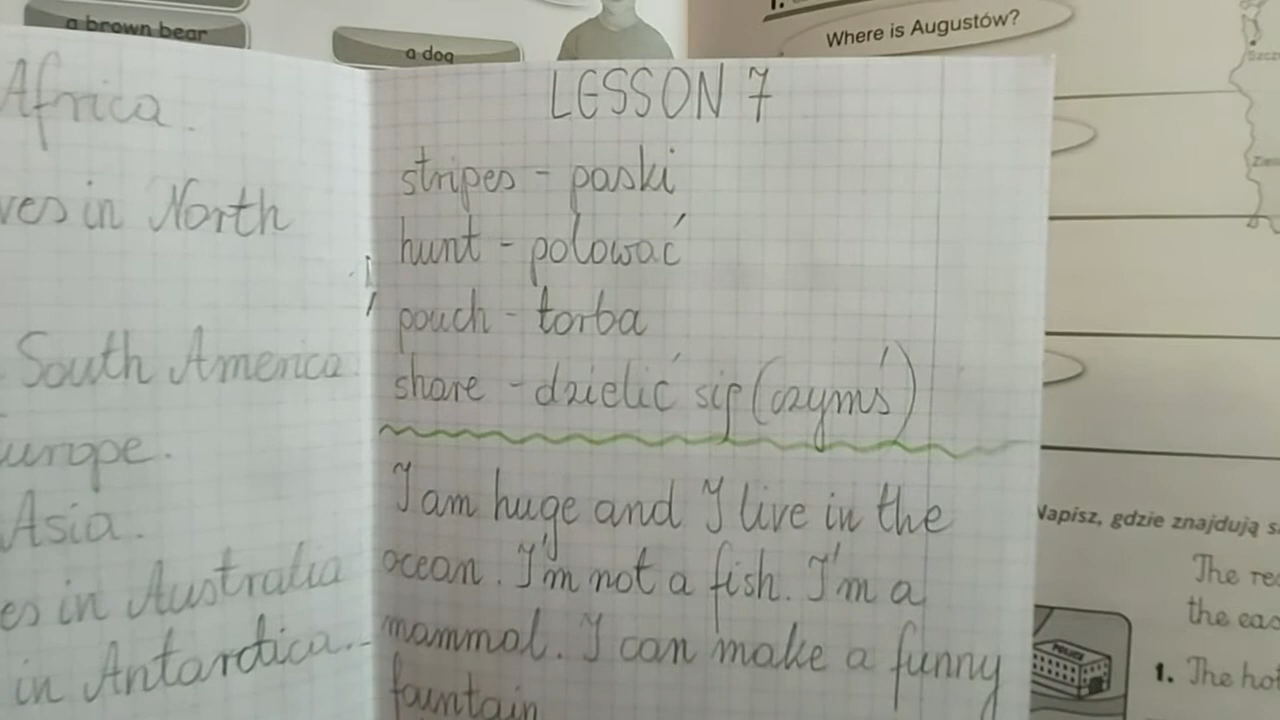 a brown bear
a dog
Where is Augustów?
Africa.
ves in North
South America.
urope.
Asia.
es in Australia
in Antarctica.
LESSON 7
stripes - paski
hunt - polować
pouch - torba
share - dzielić się (czymś)
I am huge and I live in the
ocean. I'm not a fish. I'm a
mammal. I can make a funny
fountain
Napisz, gdzie znajdują s
The re
the eas
POLICE
1. The hot